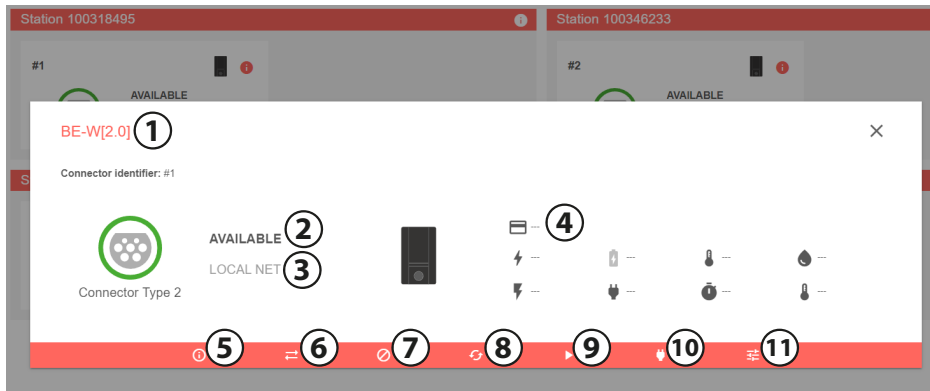 Station 100318495
Station 100346233
#1
#2
AVAILABLE
AVAILABLE
S
BE-W[2.0] 1
Connector identifier: #1
AVAILABLE 2
LOCAL NET 3
Connector Type 2
--- 4
--- --- --- ---
--- --- --- ---
5 6 7 8 9 10 11